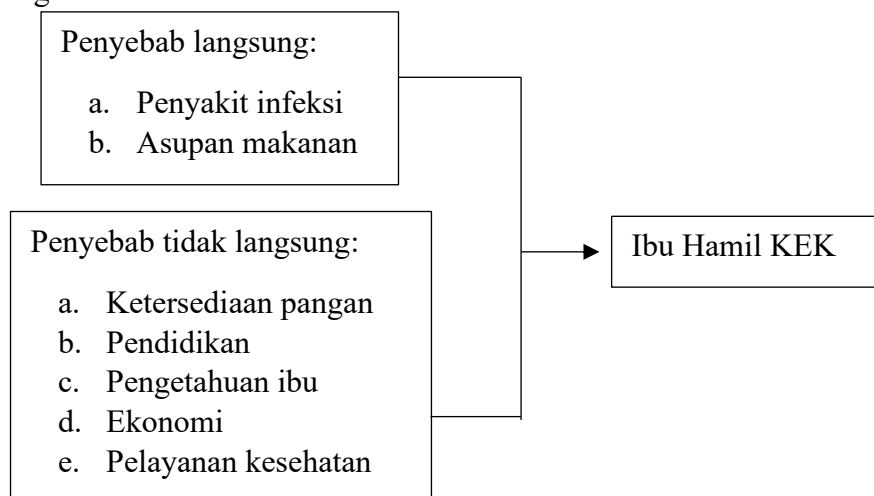 Penyebab langsung:
a. Penyakit infeksi
b. Asupan makanan
Penyebab tidak langsung:
a. Ketersediaan pangan
b. Pendidikan
c. Pengetahuan ibu
d. Ekonomi
e. Pelayanan kesehatan
Ibu Hamil KEK